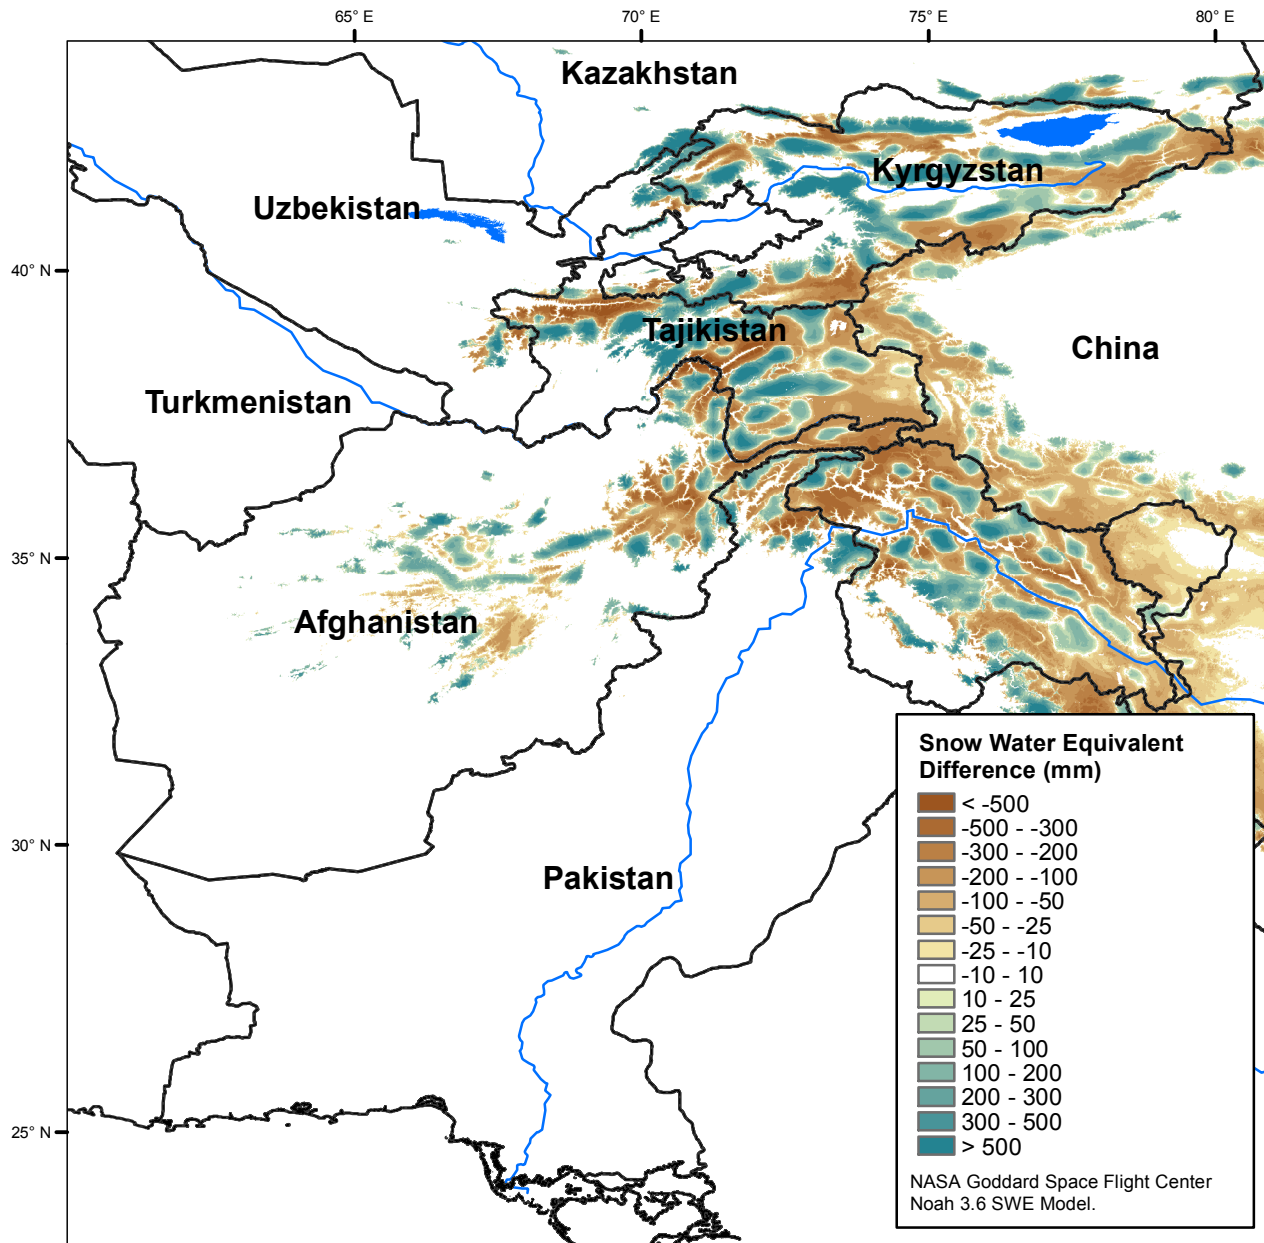 65° E
70° E
75° E
80° E
Kazakhstan
Kyrgyzstan
Uzbekistan
40° N
Tajikistan
China
Turkmenistan
35° N
Afghanistan
Snow Water Equivalent
Difference (mm)
< -500
-500 - -300
-300 - -200
-200 - -100
-100 - -50
-50 - -25
-25 - -10
-10 - 10
10 - 25
25 - 50
50 - 100
100 - 200
200 - 300
300 - 500
> 500
30° N
Pakistan
25° N
NASA Goddard Space Flight Center
Noah 3.6 SWE Model.